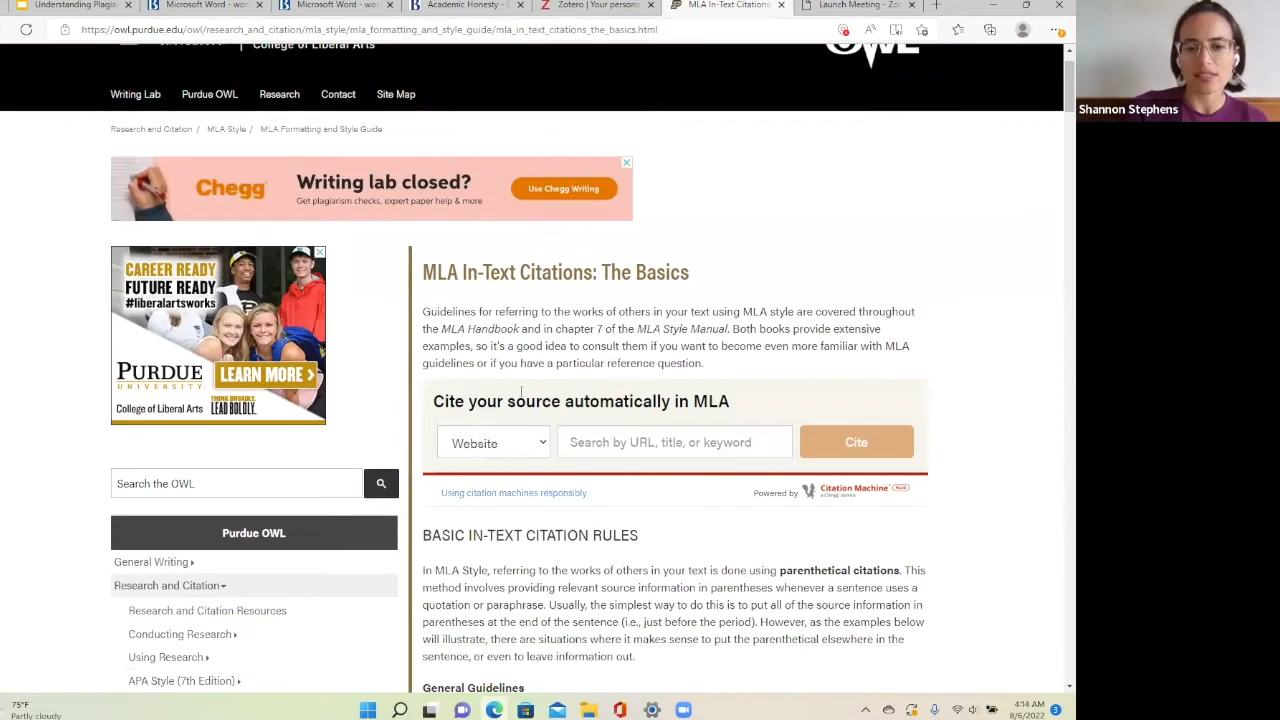 Understanding Plagia
Microsoft Word - wor
Microsoft Word - wor
Academic Honesty - G
Zotero | Your persona
MLA In-Text Citations
Launch Meeting - Zoo
https://owl.purdue.edu/owl/research_and_citation/mla_style/mla_formatting_and_style_guide/mla_in_text_citations_the_basics.html
College of Liberal Arts
OWL
Writing Lab
Purdue OWL
Research
Contact
Site Map
Shannon Stephens
Research and Citation /
MLA Style /
MLA Formatting and Style Guide
Chegg
Writing lab closed?
Get plagiarism checks, expert paper help & more
Use Chegg Writing
CAREER READY
FUTURE READY
#liberalartsworks
PURDUE
UNIVERSITY
LEARN MORE >
College of Liberal Arts
THINK BROADLY.
LEAD BOLDLY.
Search the OWL
Purdue OWL
General Writing
Research and Citation
Research and Citation Resources
Conducting Research
Using Research
APA Style (7th Edition)
MLA In-Text Citations: The Basics
Guidelines for referring to the works of others in your text using MLA style are covered throughout
the MLA Handbook and in chapter 7 of the MLA Style Manual. Both books provide extensive
examples, so it's a good idea to consult them if you want to become even more familiar with MLA
guidelines or if you have a particular reference question.
Cite your source automatically in MLA
Website
Search by URL, title, or keyword
Cite
Using citation machines responsibly
Powered by
Citation Machine PLUS
a Chegg service
BASIC IN-TEXT CITATION RULES
In MLA Style, referring to the works of others in your text is done using parenthetical citations. This
method involves providing relevant source information in parentheses whenever a sentence uses a
quotation or paraphrase. Usually, the simplest way to do this is to put all of the source information in
parentheses at the end of the sentence (i.e., just before the period). However, as the examples below
will illustrate, there are situations where it makes sense to put the parenthetical elsewhere in the
sentence, or even to leave information out.
General Guidelines
75°F
Partly cloudy
4:14 AM
8/6/2022
3